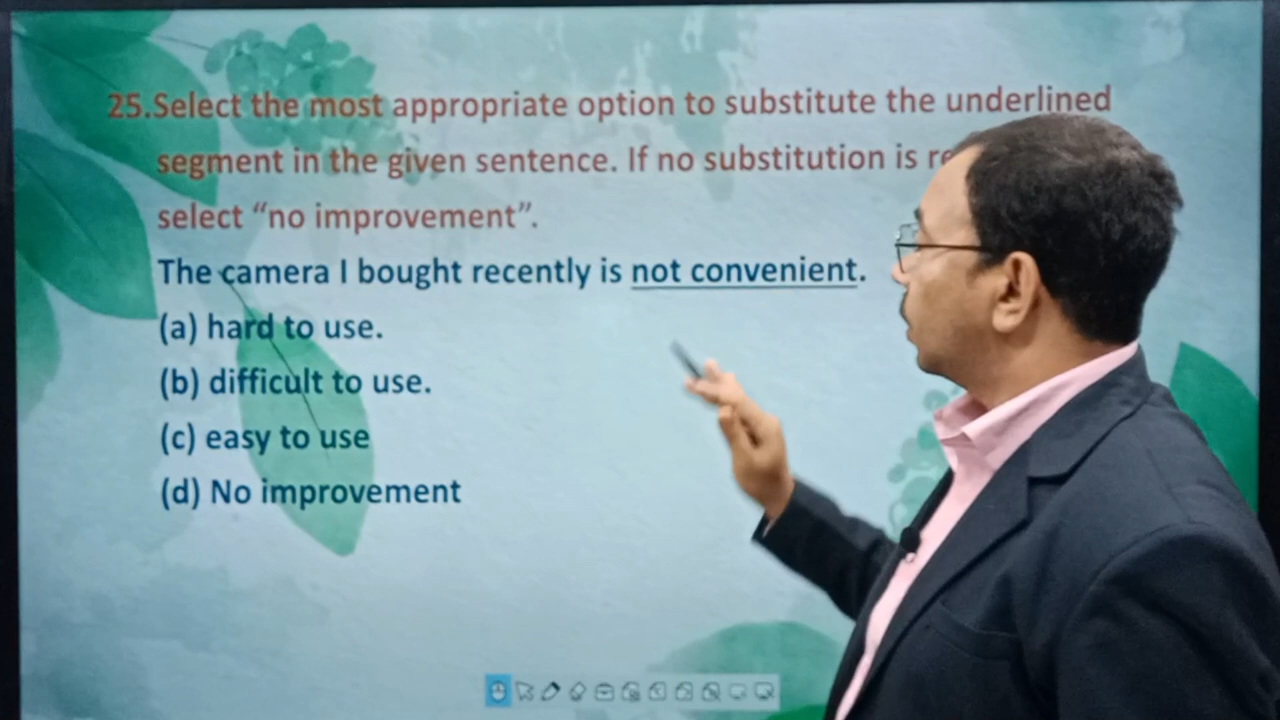 25.Select the most appropriate option to substitute the underlined
segment in the given sentence. If no substitution is
select “no improvement”.
The camera I bought recently is not convenient.
(a) hard to use.
(b) difficult to use.
(c) easy to use
(d) No improvement